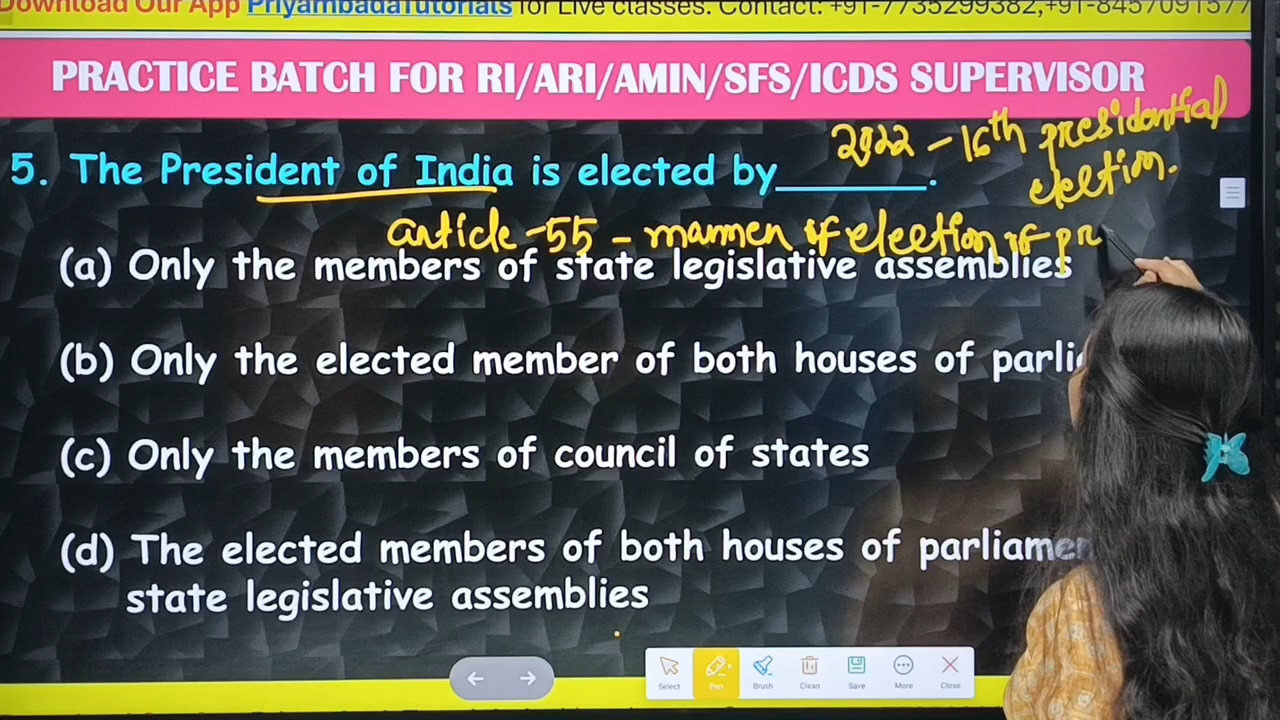 Download Our App PriyambadaTutorials for Live classes. Contact: +91-7735299382,+91-8457091577
PRACTICE BATCH FOR RI/ARI/AMIN/SFS/ICDS SUPERVISOR
2022 - 16th presidential
election.
5. The President of India is elected by________.
article - 55 - manner of election of pr
(a) Only the members of state legislative assemblies
(b) Only the elected member of both houses of parli
(c) Only the members of council of states
(d) The elected members of both houses of parliamen
state legislative assemblies
Select Pen Brush Clean Save More Close